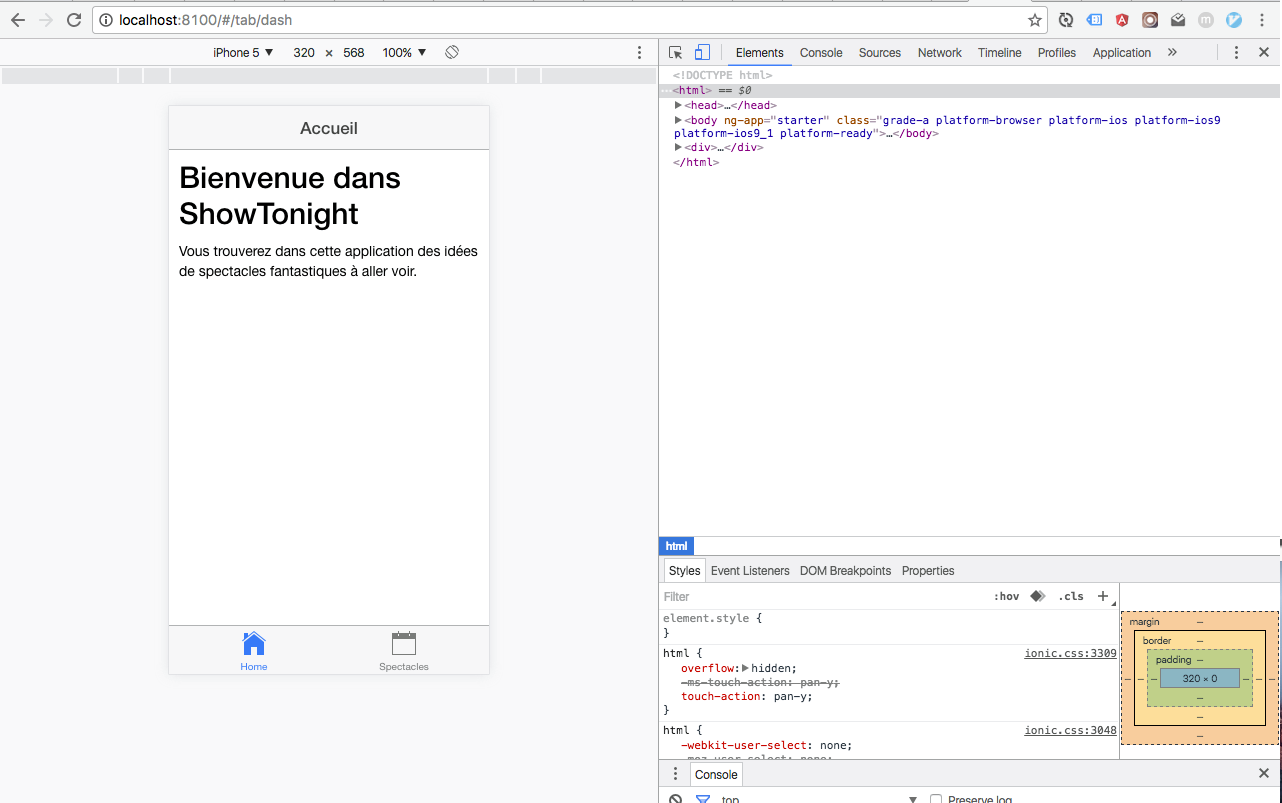 localhost:8100/#/tab/dash
iPhone 5 ▼ 320 × 568 100% ▼
Elements Console Sources Network Timeline Profiles Application »
Accueil
Bienvenue dans
ShowTonight
Vous trouverez dans cette application des idées
de spectacles fantastiques à aller voir.
Home Spectacles
<!DOCTYPE html>
…<html> == $0
▶<head>…</head>
▶<body ng-app="starter" class="grade-a platform-browser platform-ios platform-ios9
platform-ios9_1 platform-ready">…</body>
▶<div>…</div>
</html>
html
Styles Event Listeners DOM Breakpoints Properties
Filter :hov .cls +
element.style {
}
html { ionic.css:3309
overflow:▶hidden;
-ms-touch-action: pan-y;
touch-action: pan-y;
}
html { ionic.css:3048
-webkit-user-select: none;
-moz-user-select: none;
margin –
border –
padding –
– – – 320 × 0 – – –
–
–
–
Console
top ▼ Preserve log